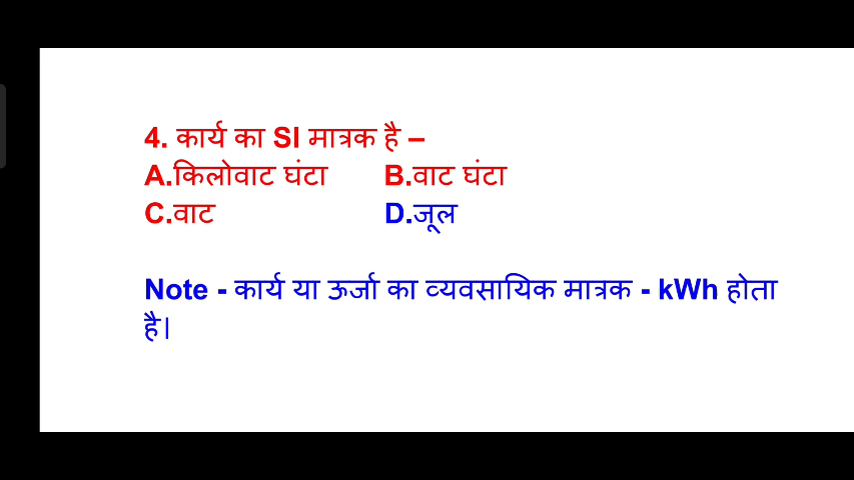 4. कार्य का SI मात्रक है –
A.किलोवाट घंटा B.वाट घंटा
C.वाट D.जूल
Note - कार्य या ऊर्जा का व्यवसायिक मात्रक - kWh होता
है।